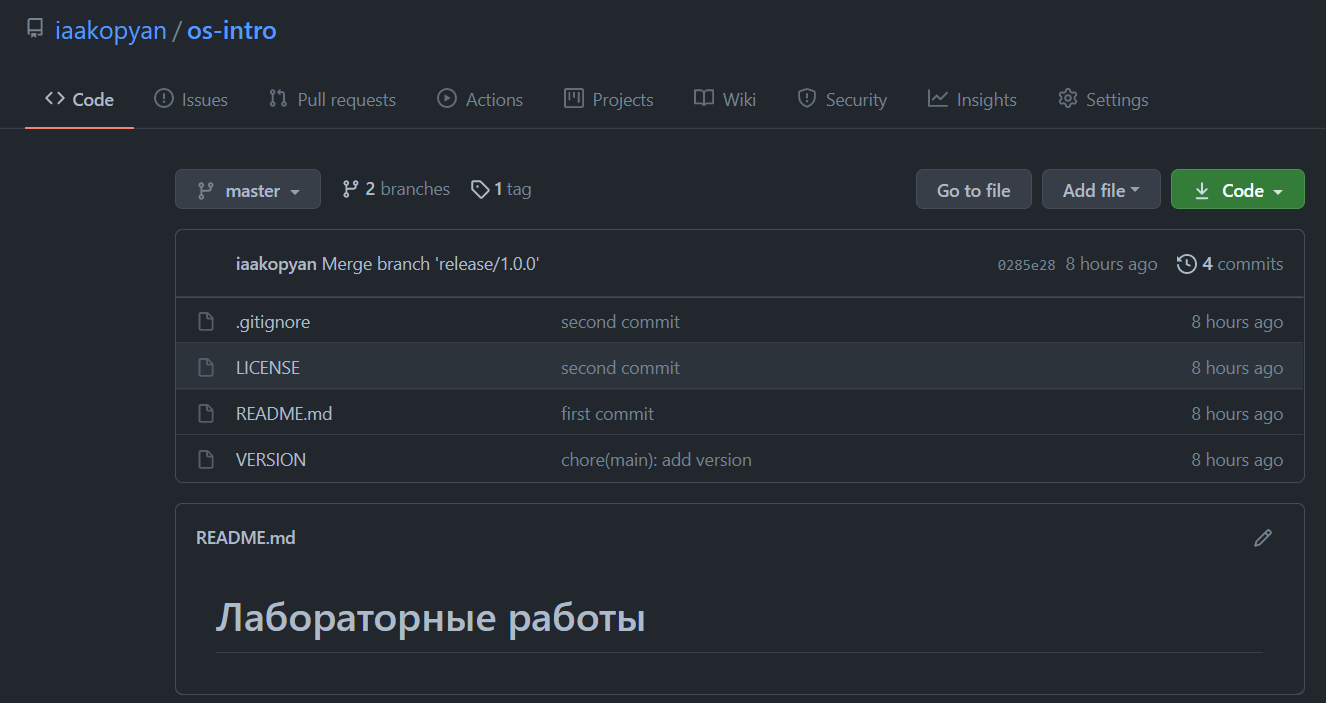 iaakopyan / os-intro
Code Issues Pull requests Actions Projects Wiki Security Insights Settings
master 2 branches 1 tag Go to file Add file Code
iaakopyan Merge branch 'release/1.0.0' 0285e28 8 hours ago 4 commits
.gitignore second commit 8 hours ago
LICENSE second commit 8 hours ago
README.md first commit 8 hours ago
VERSION chore(main): add version 8 hours ago
README.md
Лабораторные работы